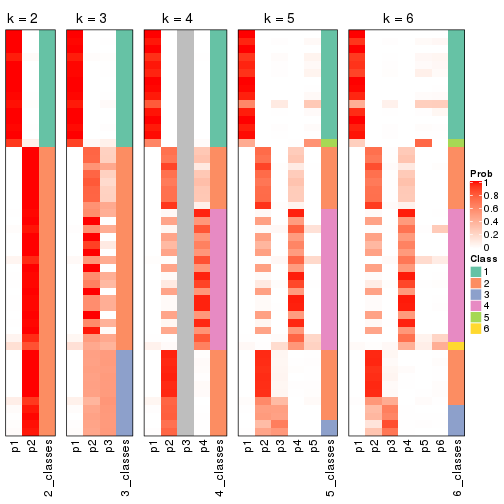 k = 2
k = 3
k = 4
k = 5
k = 6
p1
p2
2_classes
p1
p2
p3
3_classes
p1
p2
p3
p4
4_classes
p1
p2
p3
p4
p5
5_classes
p1
p2
p3
p4
p5
p6
6_classes
Prob
1
0.8
0.6
0.4
0.2
0
Class
1
2
3
4
5
6